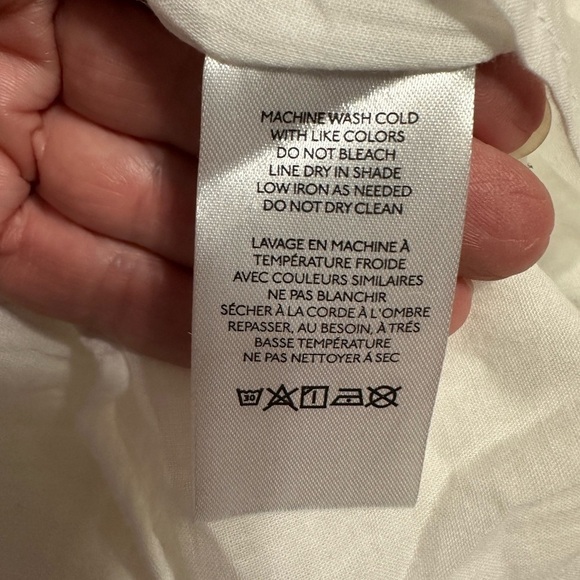 MACHINE WASH COLD
WITH LIKE COLORS
DO NOT BLEACH
LINE DRY IN SHADE
LOW IRON AS NEEDED
DO NOT DRY CLEAN
LAVAGE EN MACHINE À
TEMPÉRATURE FROIDE
AVEC COULEURS SIMILAIRES
NE PAS BLANCHIR
SÉCHER À LA CORDE À L'OMBRE
REPASSER, AU BESOIN, À TRÉS
BASSE TEMPÉRATURE
NE PAS NETTOYER À SEC
30